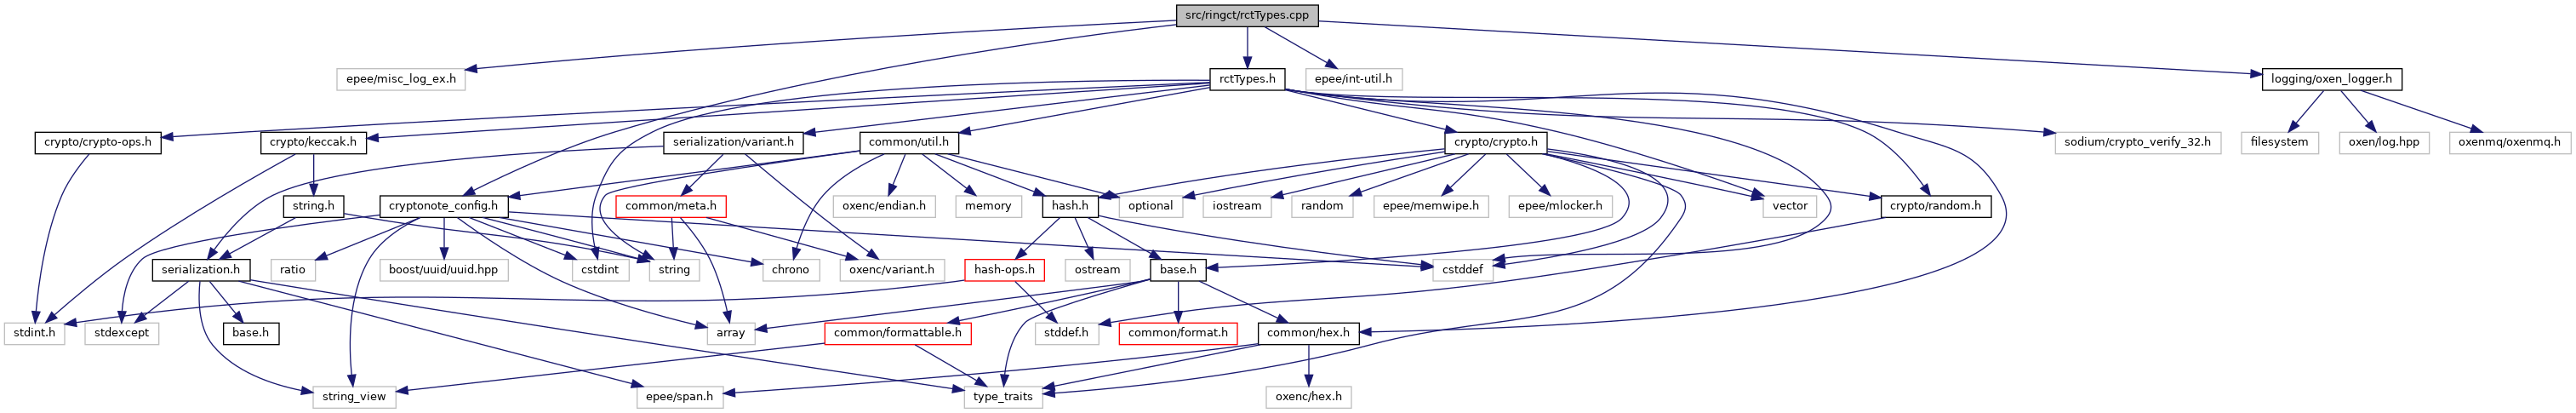 src/ringct/rctTypes.cpp
epee/misc_log_ex.h
rctTypes.h
epee/int-util.h
logging/oxen_logger.h
crypto/crypto-ops.h
crypto/keccak.h
serialization/variant.h
common/util.h
crypto/crypto.h
sodium/crypto_verify_32.h
filesystem
oxen/log.hpp
oxenmq/oxenmq.h
string.h
cryptonote_config.h
common/meta.h
oxenc/endian.h
memory
hash.h
optional
iostream
random
epee/memwipe.h
epee/mlocker.h
vector
crypto/random.h
serialization.h
ratio
boost/uuid/uuid.hpp
cstdint
string
chrono
oxenc/variant.h
hash-ops.h
ostream
base.h
cstddef
stdint.h
stdexcept
base.h
array
common/formattable.h
stddef.h
common/format.h
common/hex.h
string_view
epee/span.h
type_traits
oxenc/hex.h